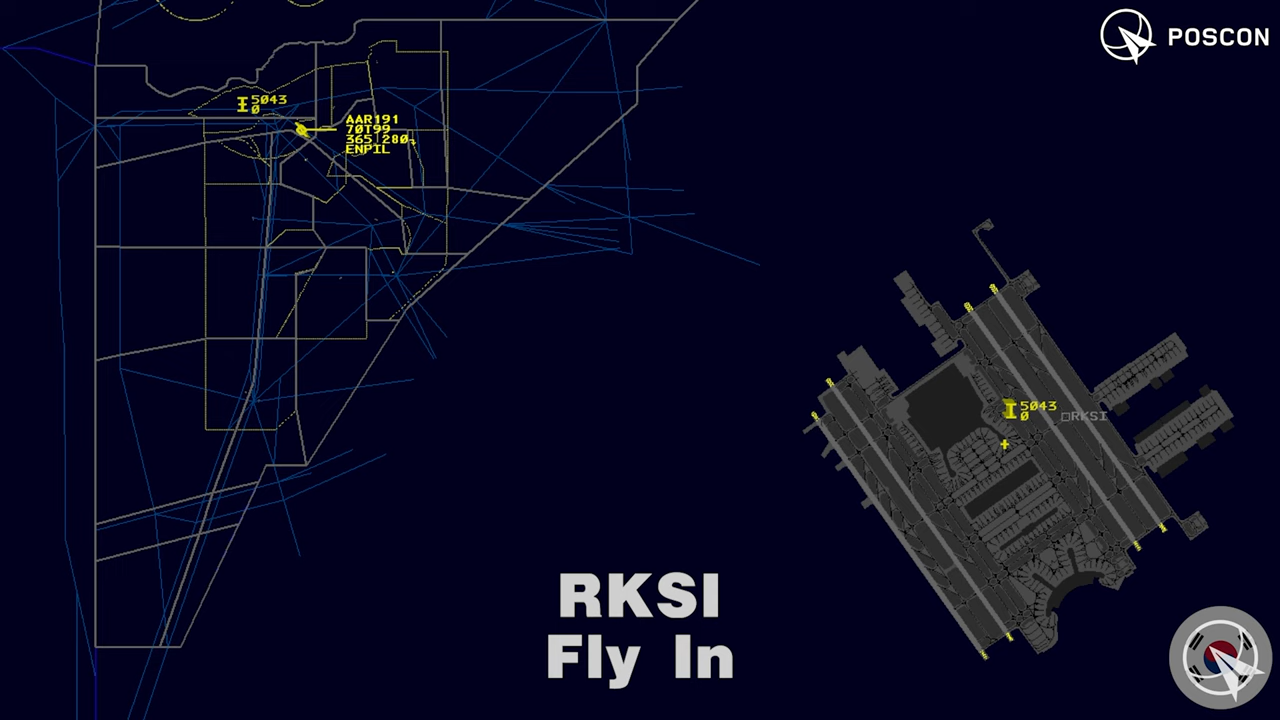 POSCON
5043
0
AAR191
70T99
365 280
ENPIL
5043
0
RKSI
RKSI
Fly In